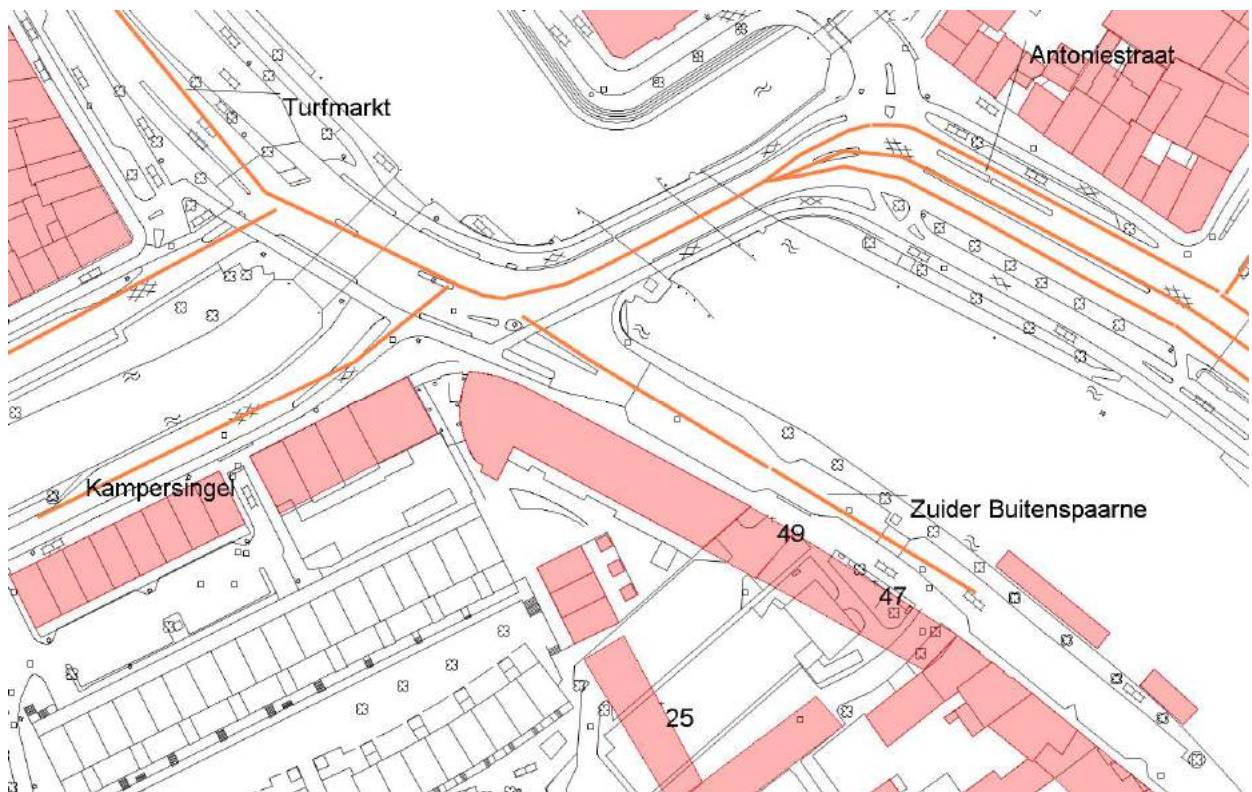 Antoniestraat
Turfmarkt
Kampersingel
Zuider Buitenspaarne
49
47
25